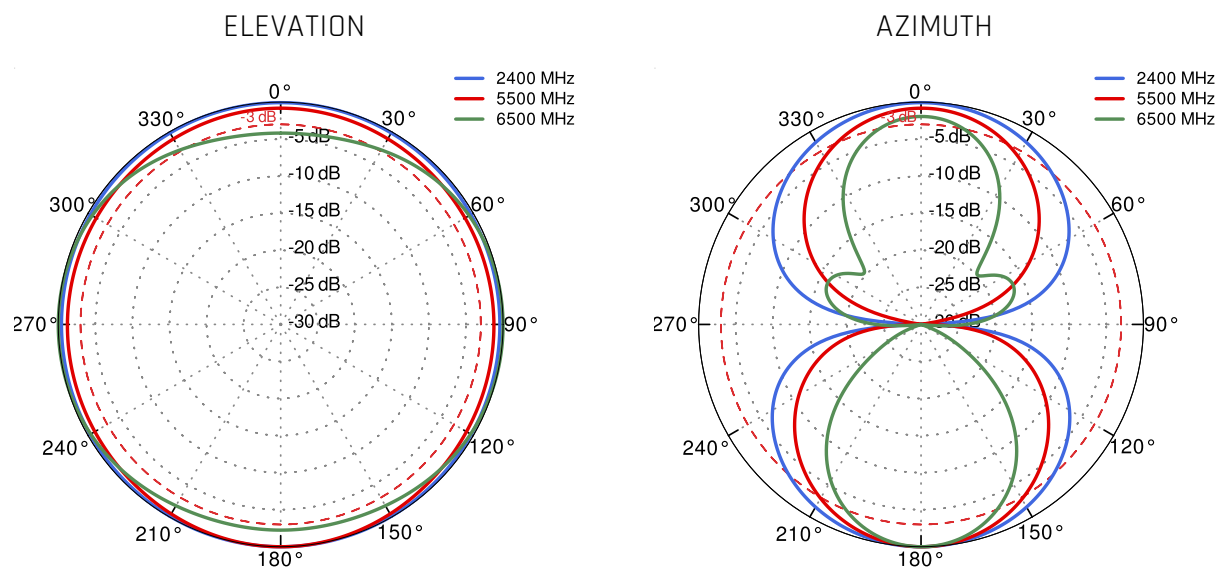 ELEVATION
2400 MHz
5500 MHz
6500 MHz
0°
330°
-3 dB
30°
-5 dB
-10 dB
300°
60°
-15 dB
-20 dB
-25 dB
270°
-30 dB
90°
240°
120°
210°
150°
180°
AZIMUTH
2400 MHz
5500 MHz
6500 MHz
0°
330°
-3 dB
30°
-5 dB
-10 dB
300°
60°
-15 dB
-20 dB
-25 dB
270°
-30 dB
90°
240°
120°
210°
150°
180°